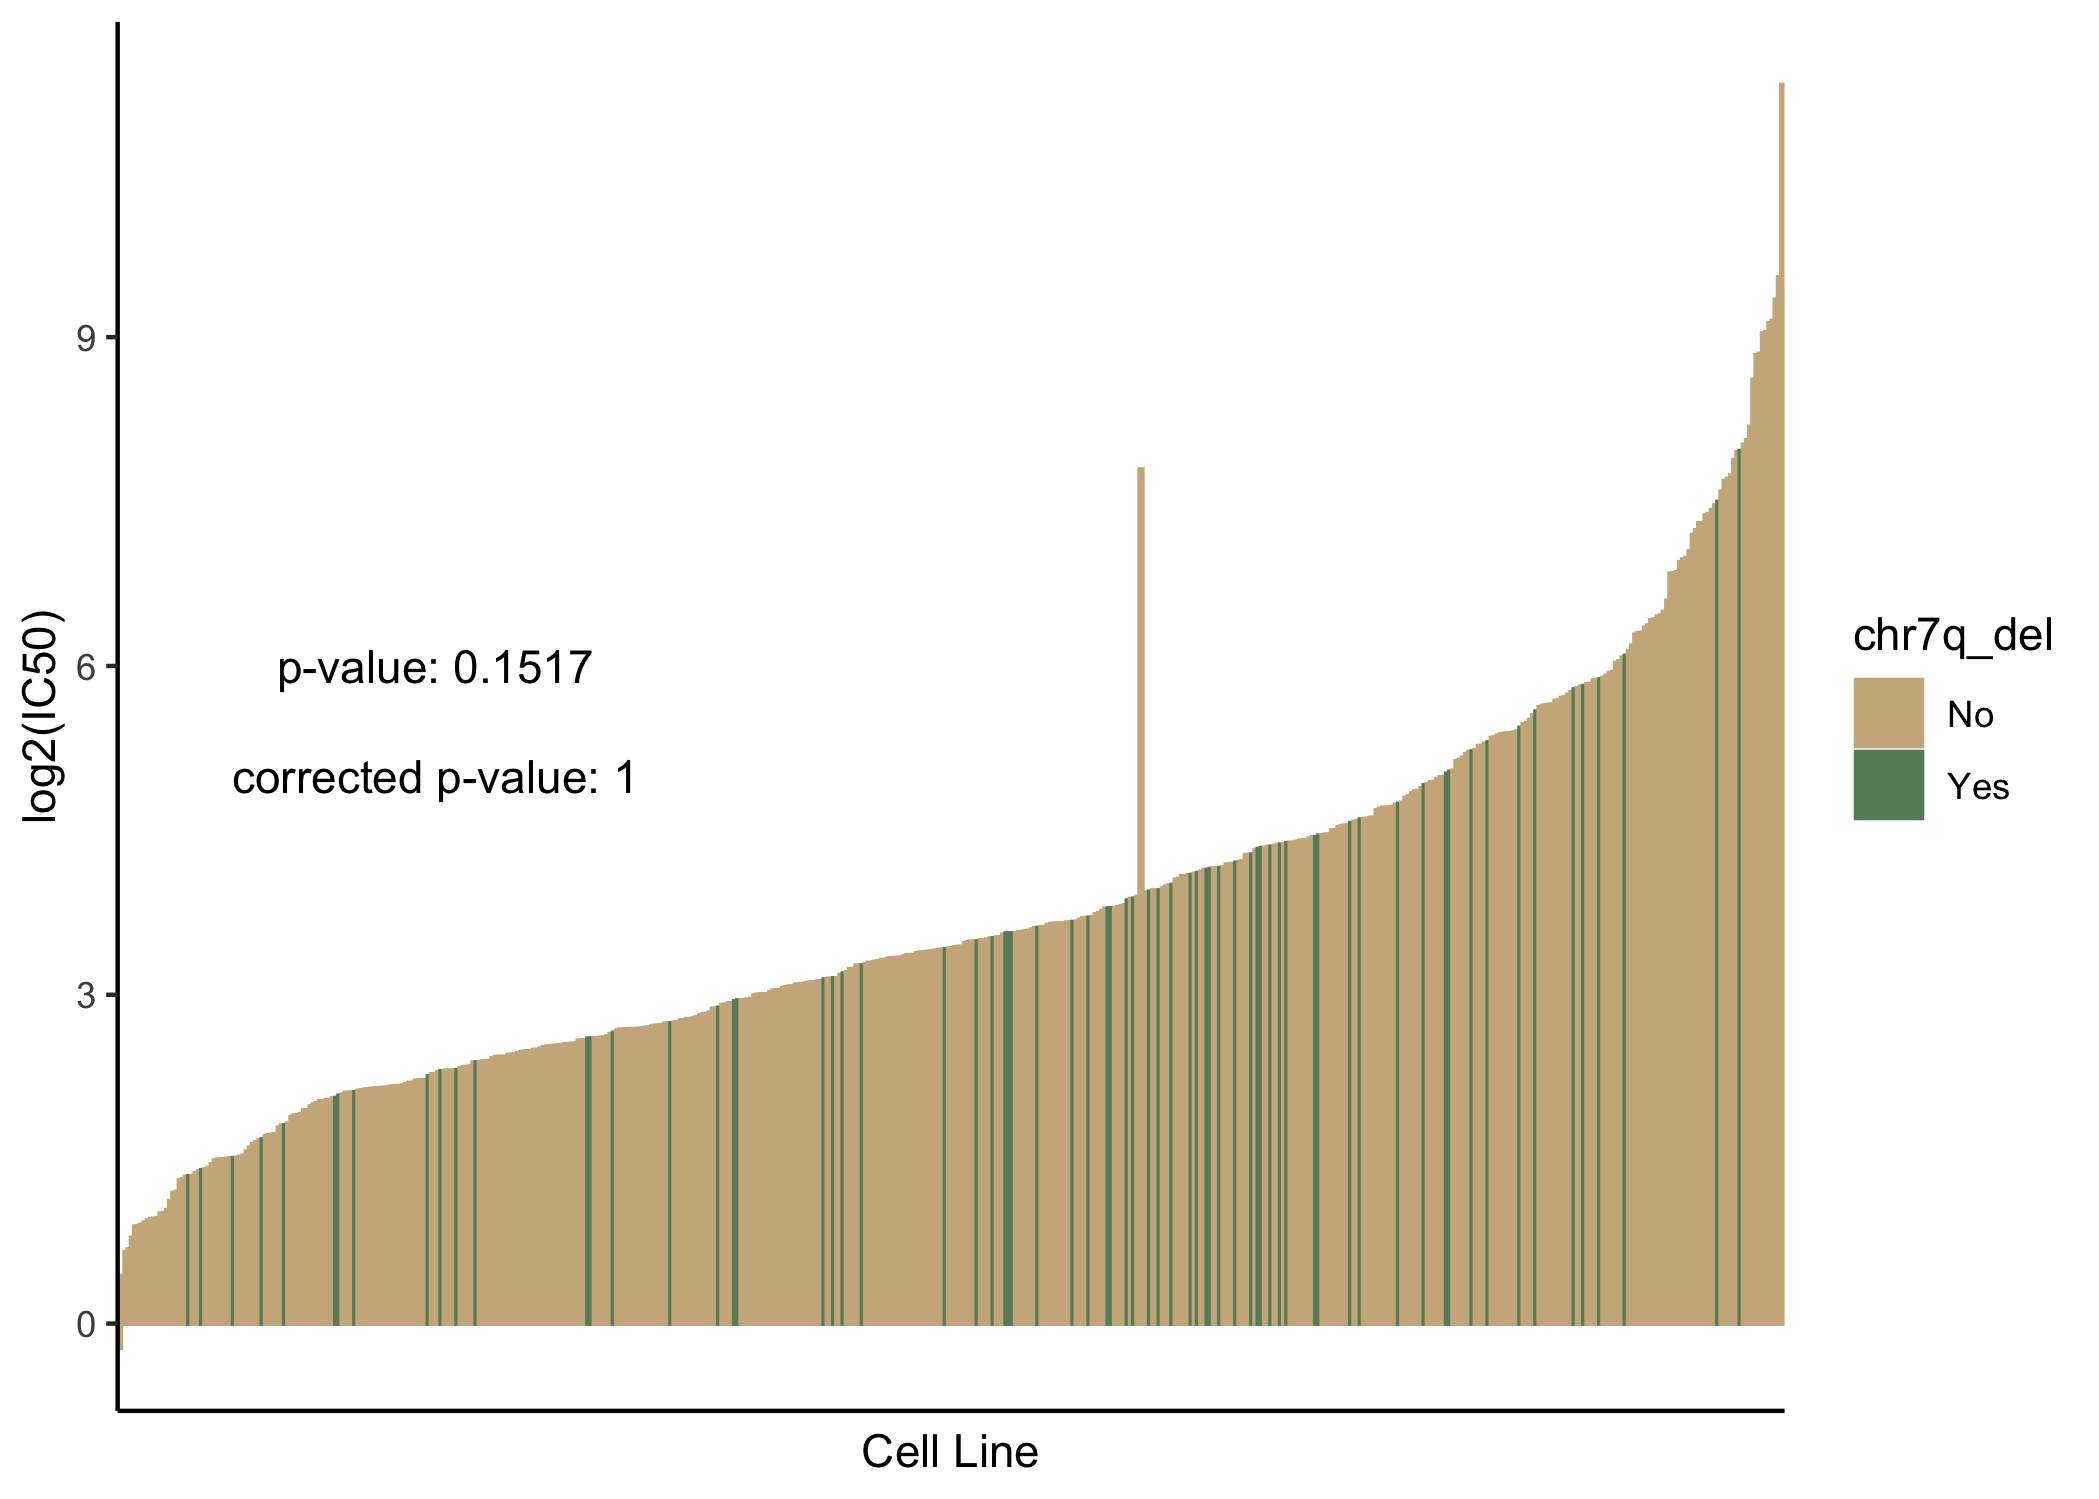 9
6
3
0
log2(IC50)
p-value: 0.1517
corrected p-value: 1
Cell Line
chr7q_del
No
Yes